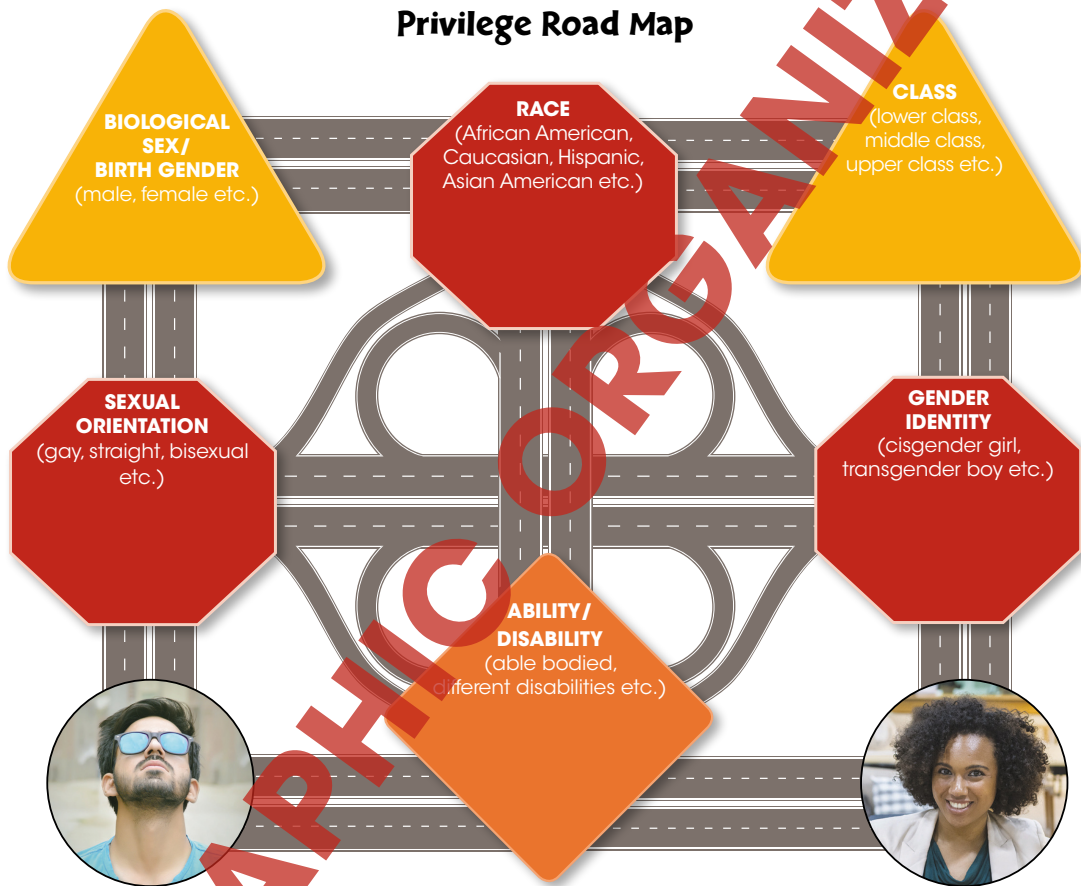 Privilege Road Map
BIOLOGICAL
SEX/
BIRTH GENDER
(male, female etc.)
RACE
(African American,
Caucasian, Hispanic,
Asian American etc.)
CLASS
(lower class,
middle class,
upper class etc.)
SEXUAL
ORIENTATION
(gay, straight, bisexual
etc.)
GENDER
IDENTITY
(cisgender girl,
transgender boy etc.)
ABILITY/
DISABILITY
(able bodied,
different disabilities etc.)
APHIC ORGANIZ